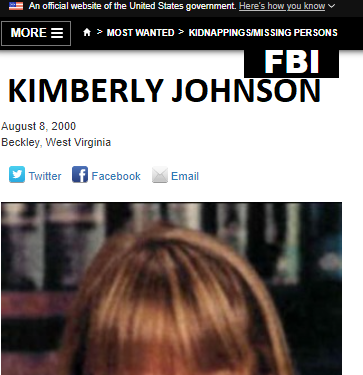 An official website of the United States government. Here's how you know
MORE > MOST WANTED > KIDNAPPINGS/MISSING PERSONS
FBI
KIMBERLY JOHNSON
August 8, 2000
Beckley, West Virginia
Twitter Facebook Email